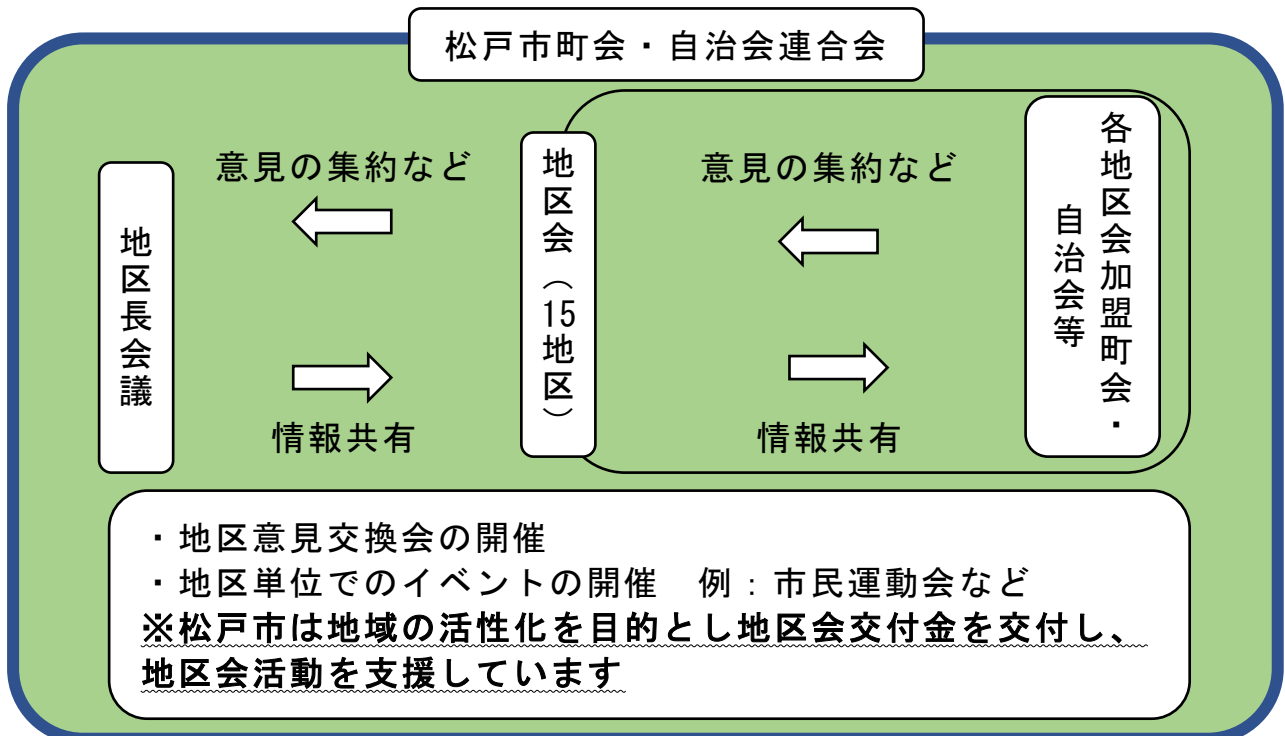 松戸市町会・自治会連合会
地区長会議
意見の集約など
情報共有
地区会（15地区）
意見の集約など
情報共有
各地区会加盟町会・
自治会等
・地区意見交換会の開催
・地区単位でのイベントの開催　例：市民運動会など
※松戸市は地域の活性化を目的とし地区会交付金を交付し、
地区会活動を支援しています